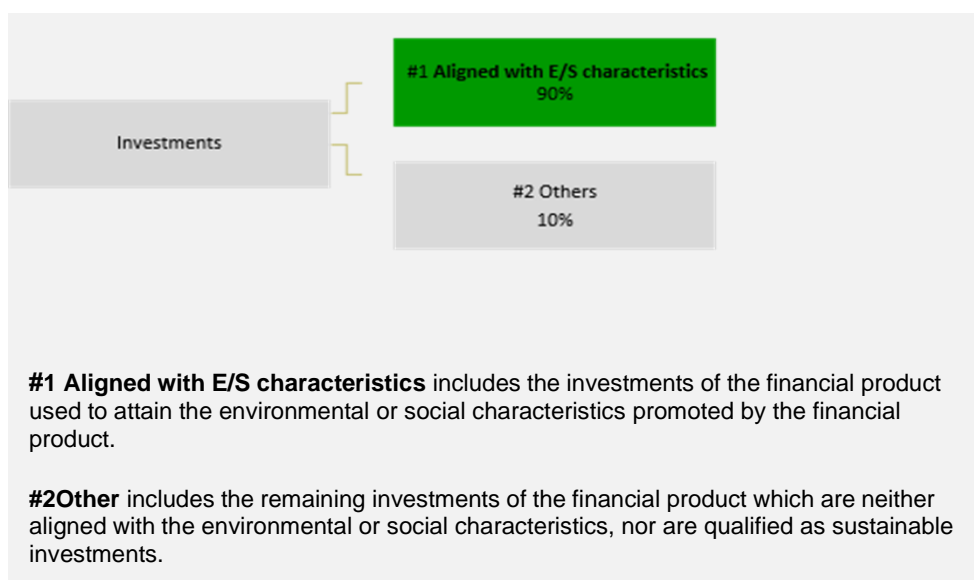 #1 Aligned with E/S characteristics
90%
Investments
#2 Others
10%
#1 Aligned with E/S characteristics includes the investments of the financial product
used to attain the environmental or social characteristics promoted by the financial
product.
#2Other includes the remaining investments of the financial product which are neither
aligned with the environmental or social characteristics, nor are qualified as sustainable
investments.